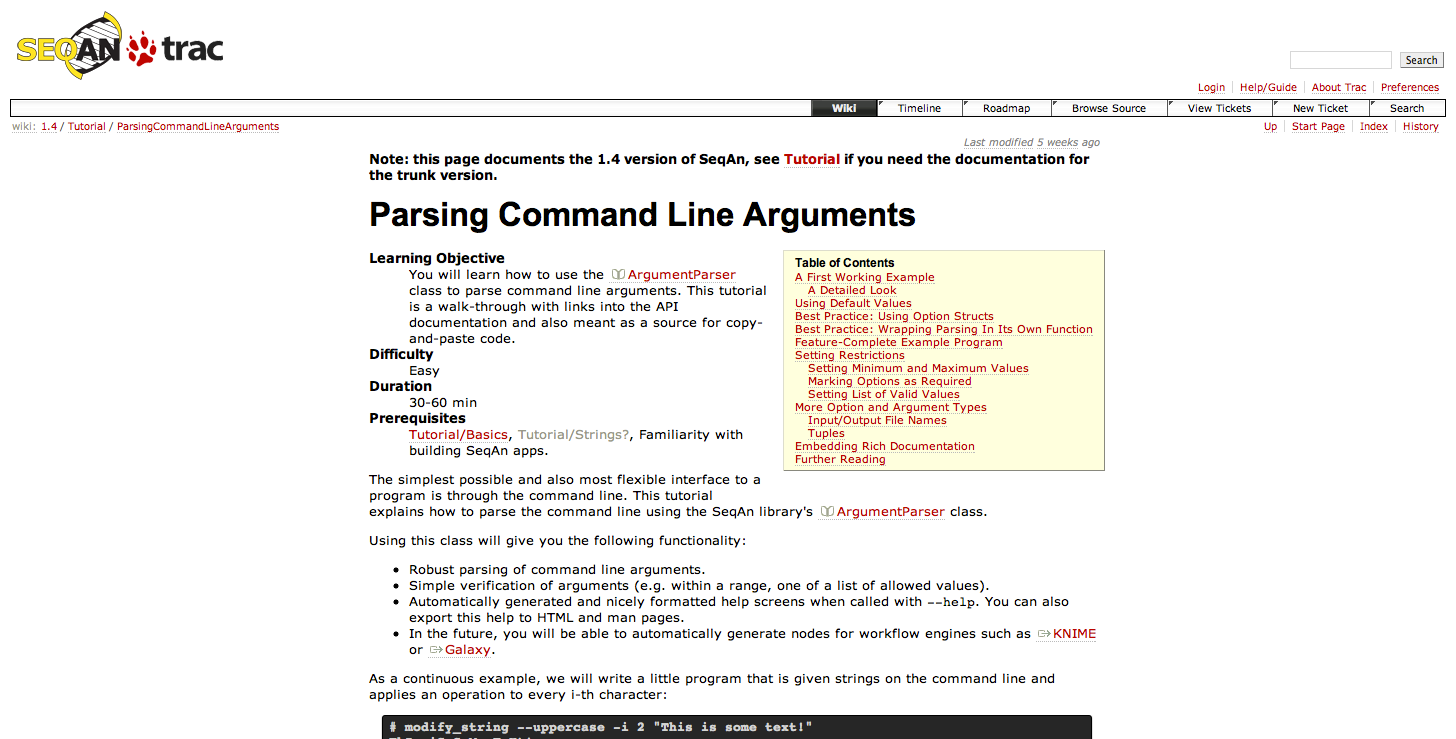 SEQAN trac
Search
Login Help/Guide About Trac Preferences
Wiki Timeline Roadmap Browse Source View Tickets New Ticket Search
wiki: 1.4 / Tutorial / ParsingCommandLineArguments
Up Start Page Index History
Last modified 5 weeks ago
Note: this page documents the 1.4 version of SeqAn, see Tutorial if you need the documentation for
the trunk version.
Parsing Command Line Arguments
Learning Objective
You will learn how to use the ArgumentParser
class to parse command line arguments. This tutorial
is a walk-through with links into the API
documentation and also meant as a source for copy-
and-paste code.
Difficulty
Easy
Duration
30-60 min
Prerequisites
Tutorial/Basics, Tutorial/Strings?, Familiarity with
building SeqAn apps.
Table of Contents
A First Working Example
A Detailed Look
Using Default Values
Best Practice: Using Option Structs
Best Practice: Wrapping Parsing In Its Own Function
Feature-Complete Example Program
Setting Restrictions
Setting Minimum and Maximum Values
Marking Options as Required
Setting List of Valid Values
More Option and Argument Types
Input/Output File Names
Tuples
Embedding Rich Documentation
Further Reading
The simplest possible and also most flexible interface to a
program is through the command line. This tutorial
explains how to parse the command line using the SeqAn library's ArgumentParser class.
Using this class will give you the following functionality:
• Robust parsing of command line arguments.
• Simple verification of arguments (e.g. within a range, one of a list of allowed values).
• Automatically generated and nicely formatted help screens when called with --help. You can also
export this help to HTML and man pages.
• In the future, you will be able to automatically generate nodes for workflow engines such as KNIME
or Galaxy.
As a continuous example, we will write a little program that is given strings on the command line and
applies an operation to every i-th character:
# modify_string --uppercase -i 2 "This is some text!"